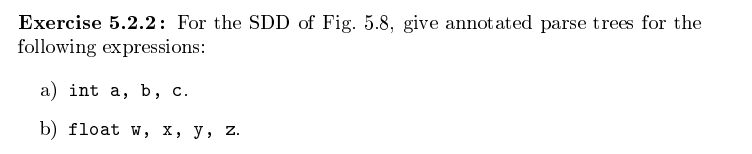 Exercise 5.2.2: For the SDD of Fig. 5.8, give annotated parse trees for the
following expressions:
a) int a, b, c.
b) float w, x, y, z.